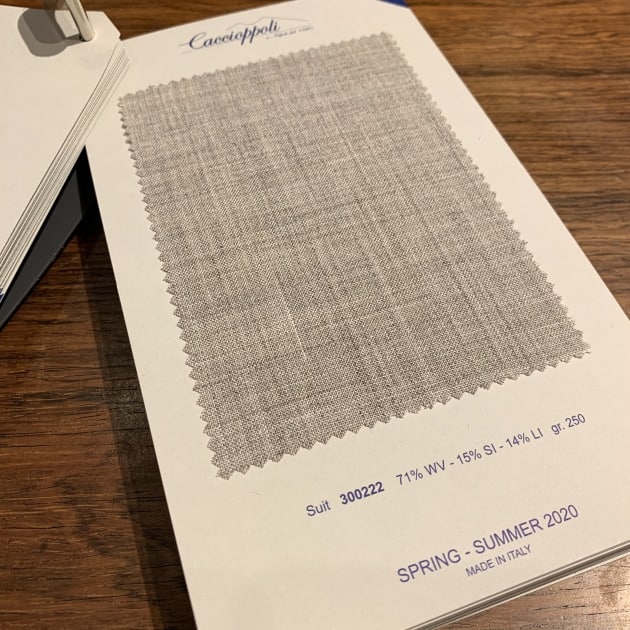 Caccioppoli
Suit 300222 71% WV - 15% SI - 14% LI gr. 250
SPRING - SUMMER 2020
MADE IN ITALY